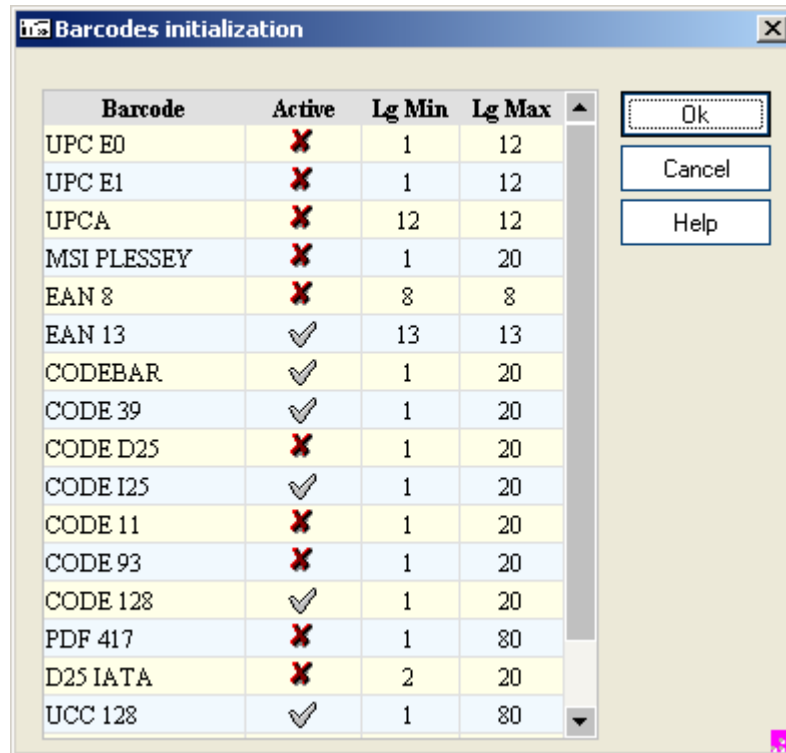 Barcodes initialization
Barcode Active Lg Min Lg Max
UPC E0 1 12
UPC E1 1 12
UPCA 12 12
MSI PLESSEY 1 20
EAN 8 8 8
EAN 13 13 13
CODEBAR 1 20
CODE 39 1 20
CODE D25 1 20
CODE I25 1 20
CODE 11 1 20
CODE 93 1 20
CODE 128 1 20
PDF 417 1 80
D25 IATA 2 20
UCC 128 1 80
Ok
Cancel
Help